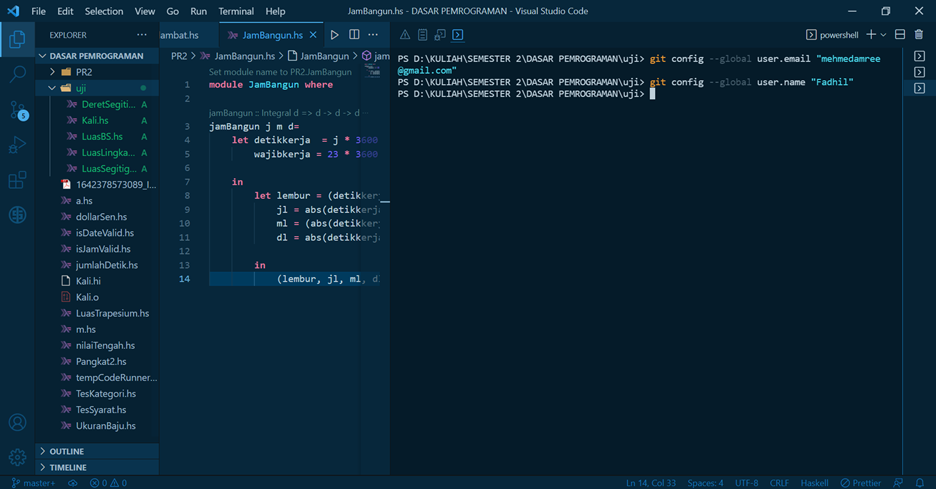 File Edit Selection View Go Run Terminal Help JamBangun.hs - DASAR PEMROGRAMAN - Visual Studio Code
EXPLORER ···
DASAR PEMROGRAMAN
PR2
uji
DeretSegiti... A
Kali.hs A
LuasBS.hs A
LuasLingka... A
LuasSegitig... A
1642378573089_I...
a.hs
dollarSen.hs
isDateValid.hs
isJamValid.hs
jumlahDetik.hs
Kali.hi
Kali.o
LuasTrapesium.hs
m.hs
nilaiTengah.hs
Pangkat2.hs
tempCodeRunner...
TesKategori.hs
TesSyarat.hs
UkuranBaju.hs
OUTLINE
TIMELINE
5
ambat.hs JamBangun.hs ···
PR2 > JamBangun.hs > JamBangun > jam
Set module name to PR2.JamBangun
1 module JamBangun where
2
jamBangun :: Integral d => d -> d -> d -
3 jamBangun j m d=
4 let detikkerja = j * 3600
5 wajibkerja = 23 * 3600
6
7 in
8 let lembur = (detikker
9 jl = abs(detikkerja
10 ml = (abs(detikker
11 dl = abs(detikkerja
12
13 in
14 (lembur, jl, ml, d
powershell
PS D:\KULIAH\SEMESTER 2\DASAR PEMROGRAMAN\uji> git config --global user.email "mehmedamree
@gmail.com"
PS D:\KULIAH\SEMESTER 2\DASAR PEMROGRAMAN\uji> git config --global user.name "Fadhil"
PS D:\KULIAH\SEMESTER 2\DASAR PEMROGRAMAN\uji>
master+ 0 0 Ln 14, Col 33 Spaces: 4 UTF-8 CRLF Haskell Prettier